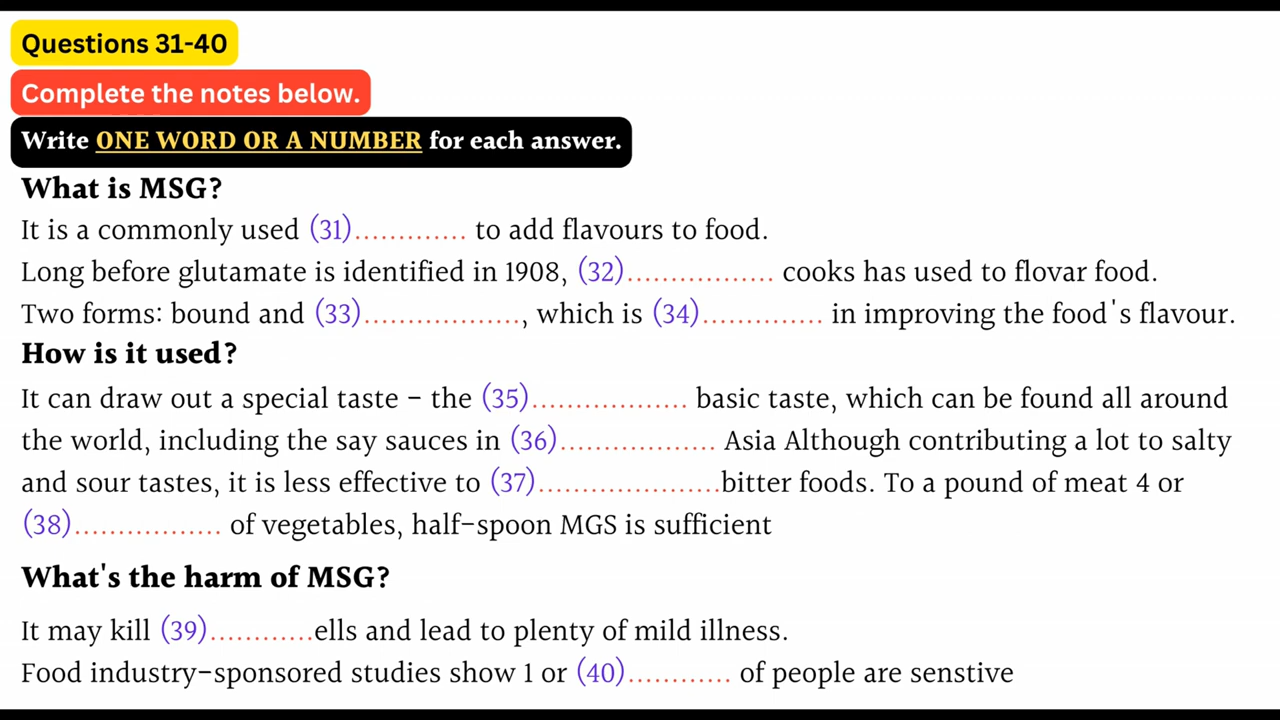 Questions 31-40
Complete the notes below.
Write ONE WORD OR A NUMBER for each answer.
What is MSG?
It is a commonly used (31)............. to add flavours to food.
Long before glutamate is identified in 1908, (32)................. cooks has used to flovar food.
Two forms: bound and (33)................., which is (34).............. in improving the food's flavour.
How is it used?
It can draw out a special taste – the (35).................. basic taste, which can be found all around
the world, including the say sauces in (36).................. Asia Although contributing a lot to salty
and sour tastes, it is less effective to (37).....................bitter foods. To a pound of meat 4 or
(38)................. of vegetables, half-spoon MGS is sufficient
What's the harm of MSG?
It may kill (39)............ells and lead to plenty of mild illness.
Food industry-sponsored studies show 1 or (40)............ of people are senstive